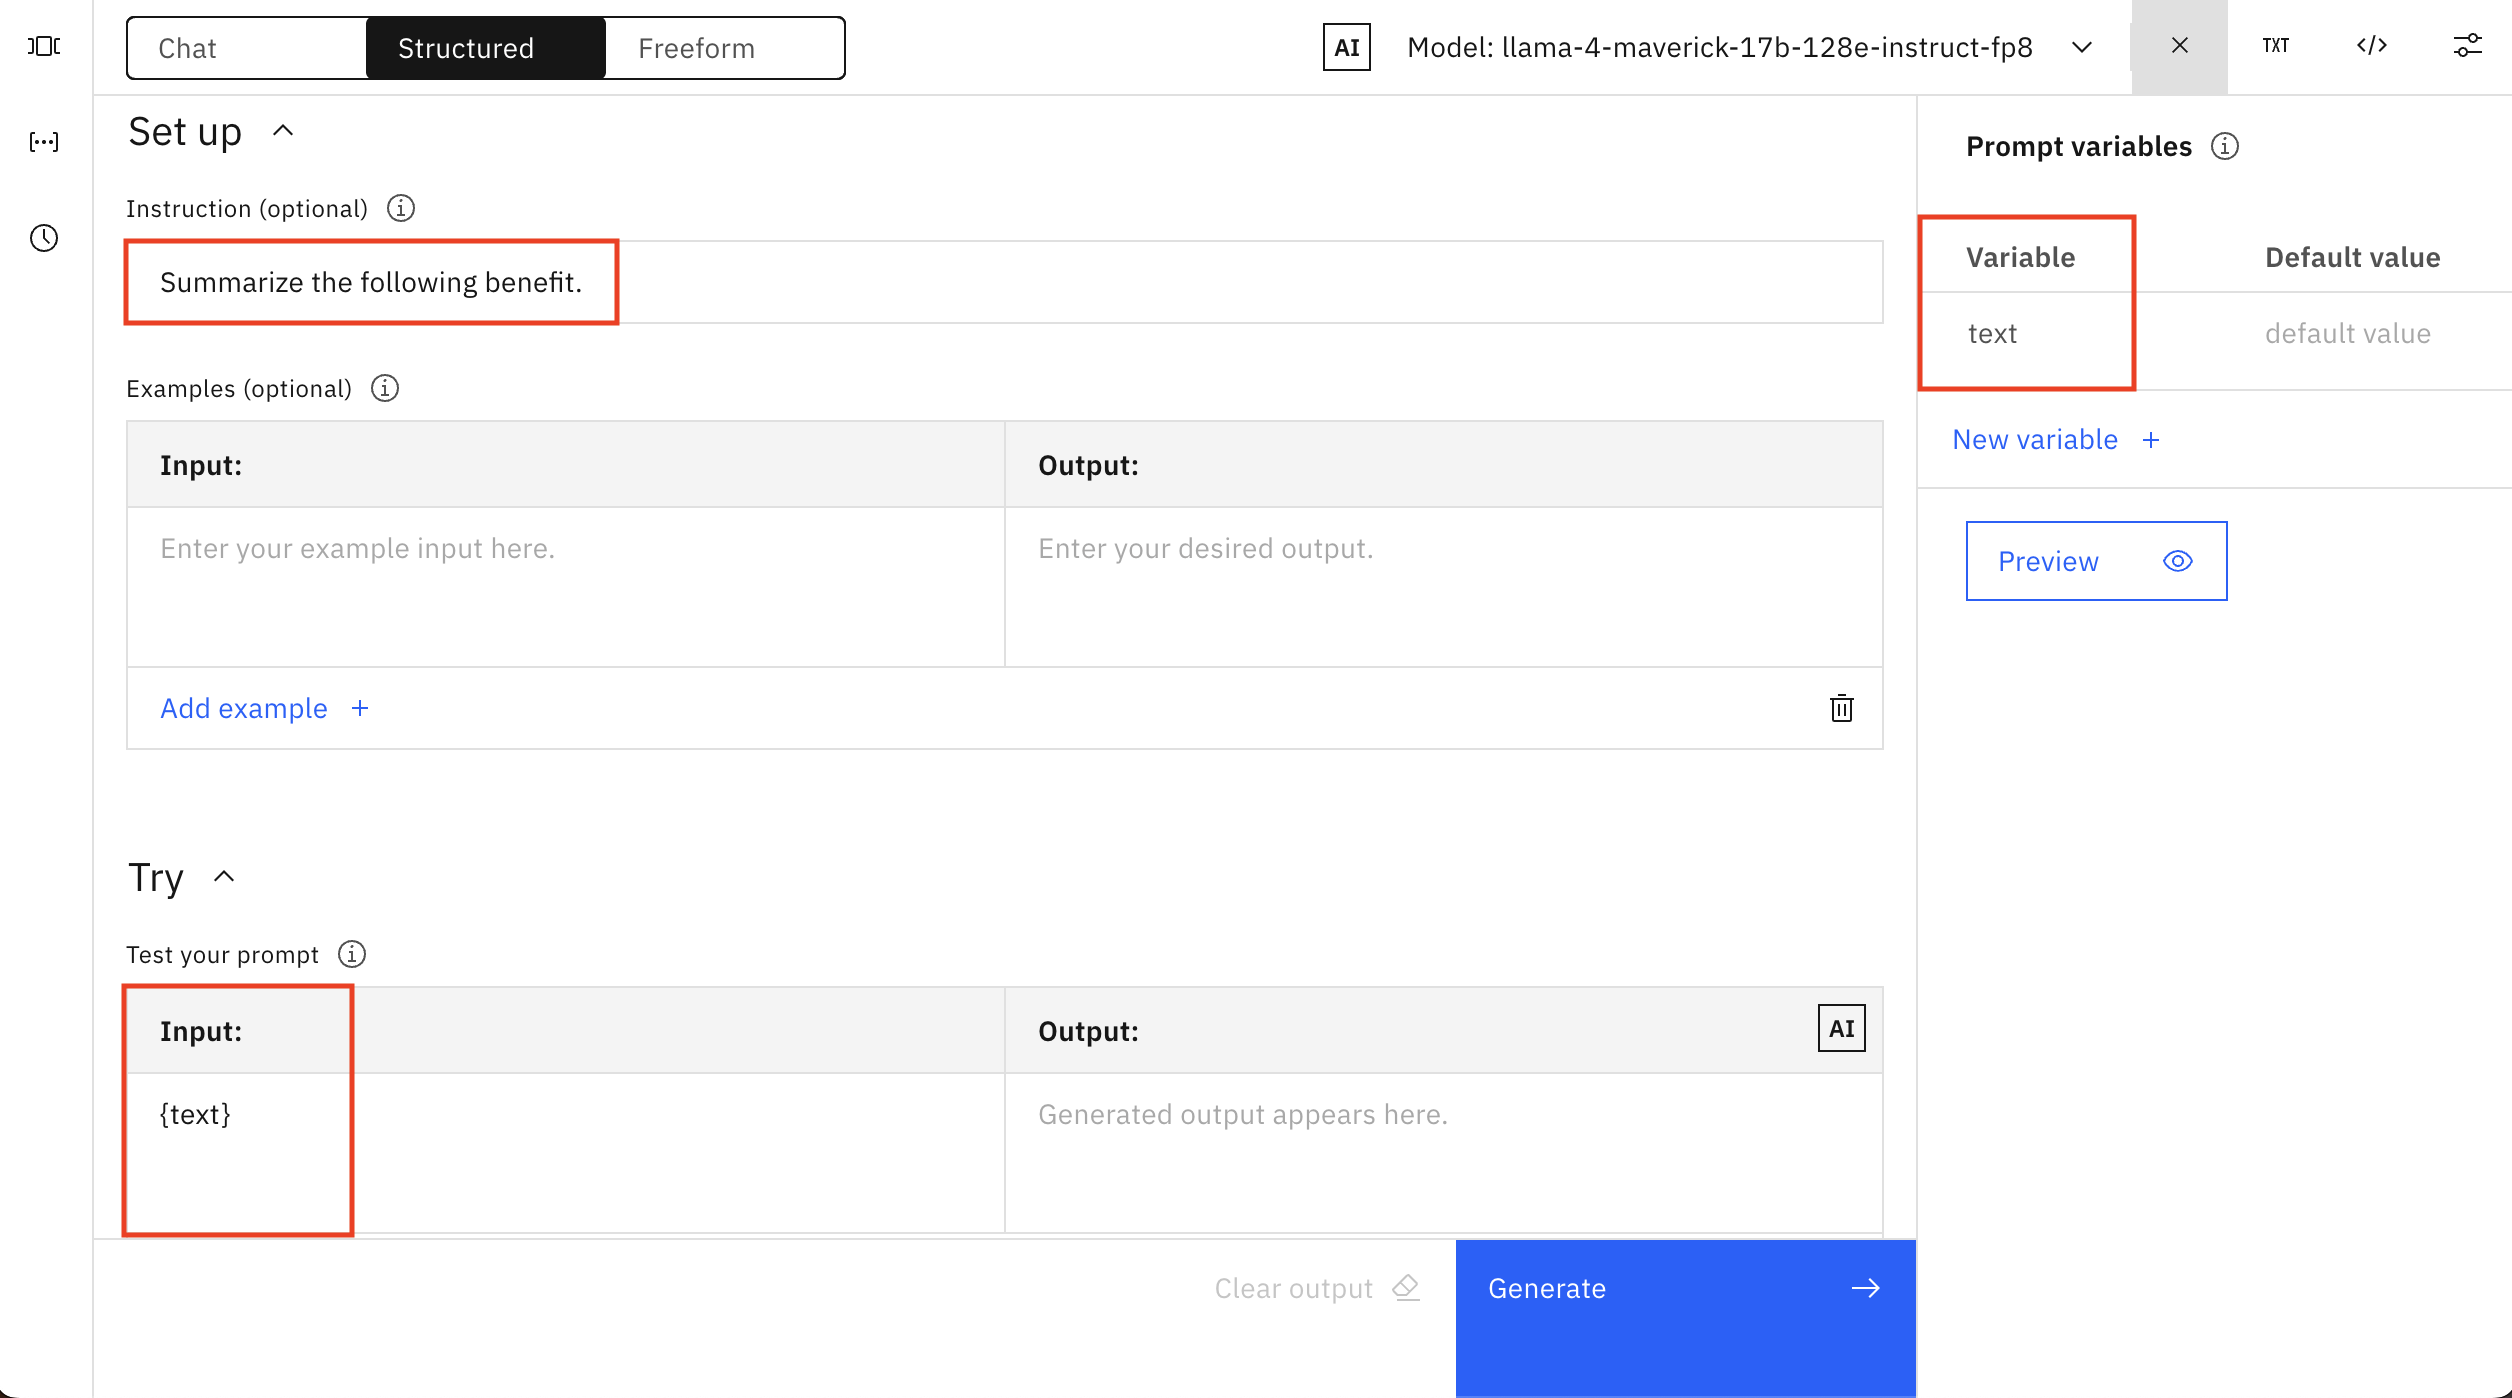 Chat Structured Freeform AI Model: llama-4-maverick-17b-128e-instruct-fp8 TXT
Set up
Instruction (optional)
Summarize the following benefit.
Examples (optional)
Input: Output:
Enter your example input here. Enter your desired output.
Add example +
Try
Test your prompt
Input: Output: AI
{text} Generated output appears here.
Clear output Generate
Prompt variables
Variable Default value
text default value
New variable +
Preview